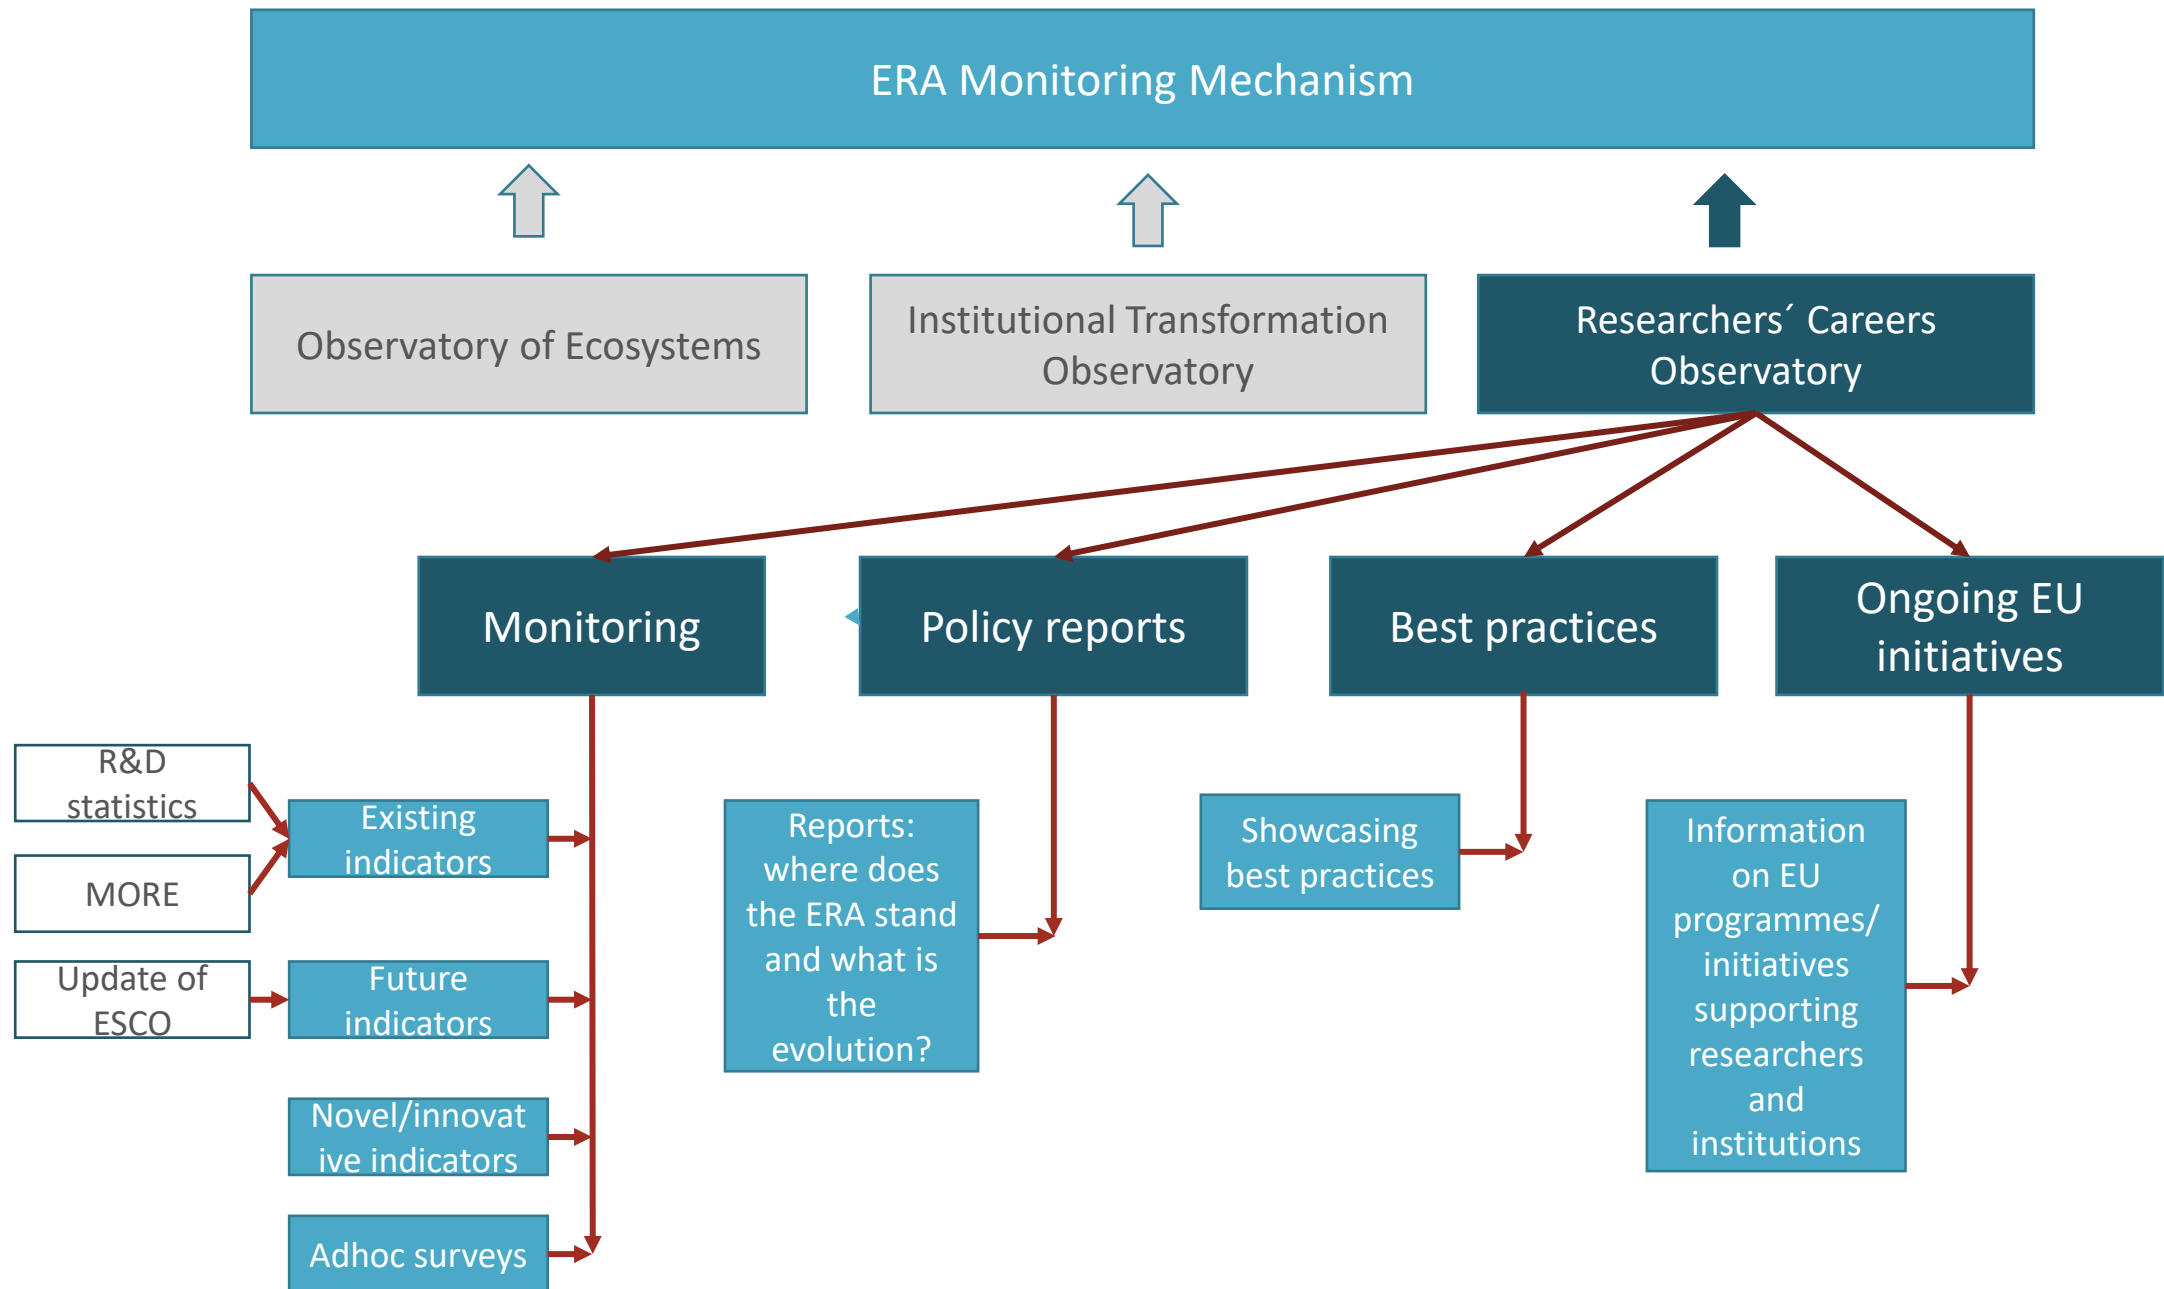 ERA Monitoring Mechanism
Observatory of Ecosystems
Institutional Transformation
Observatory
Researchers´ Careers
Observatory
Monitoring
Policy reports
Best practices
Ongoing EU
initiatives
R&D
statistics
MORE
Update of
ESCO
Existing
indicators
Future
indicators
Novel/innovat
ive indicators
Adhoc surveys
Reports:
where does
the ERA stand
and what is
the
evolution?
Showcasing
best practices
Information
on EU
programmes/
initiatives
supporting
researchers
and
institutions